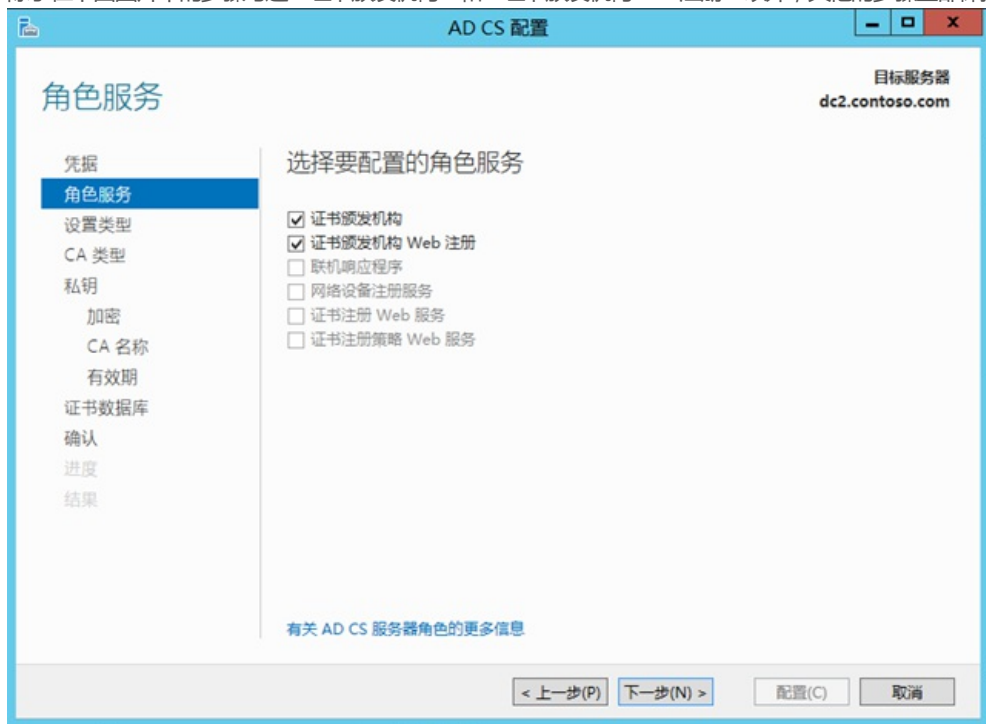 AD CS 配置
角色服务
目标服务器
dc2.contoso.com
凭据
角色服务
设置类型
CA 类型
私钥
加密
CA 名称
有效期
证书数据库
确认
进度
结果
选择要配置的角色服务
证书颁发机构
证书颁发机构 Web 注册
联机响应程序
网络设备注册服务
证书注册 Web 服务
证书注册策略 Web 服务
有关 AD CS 服务器角色的更多信息
< 上一步(P)
下一步(N) >
配置(C)
取消